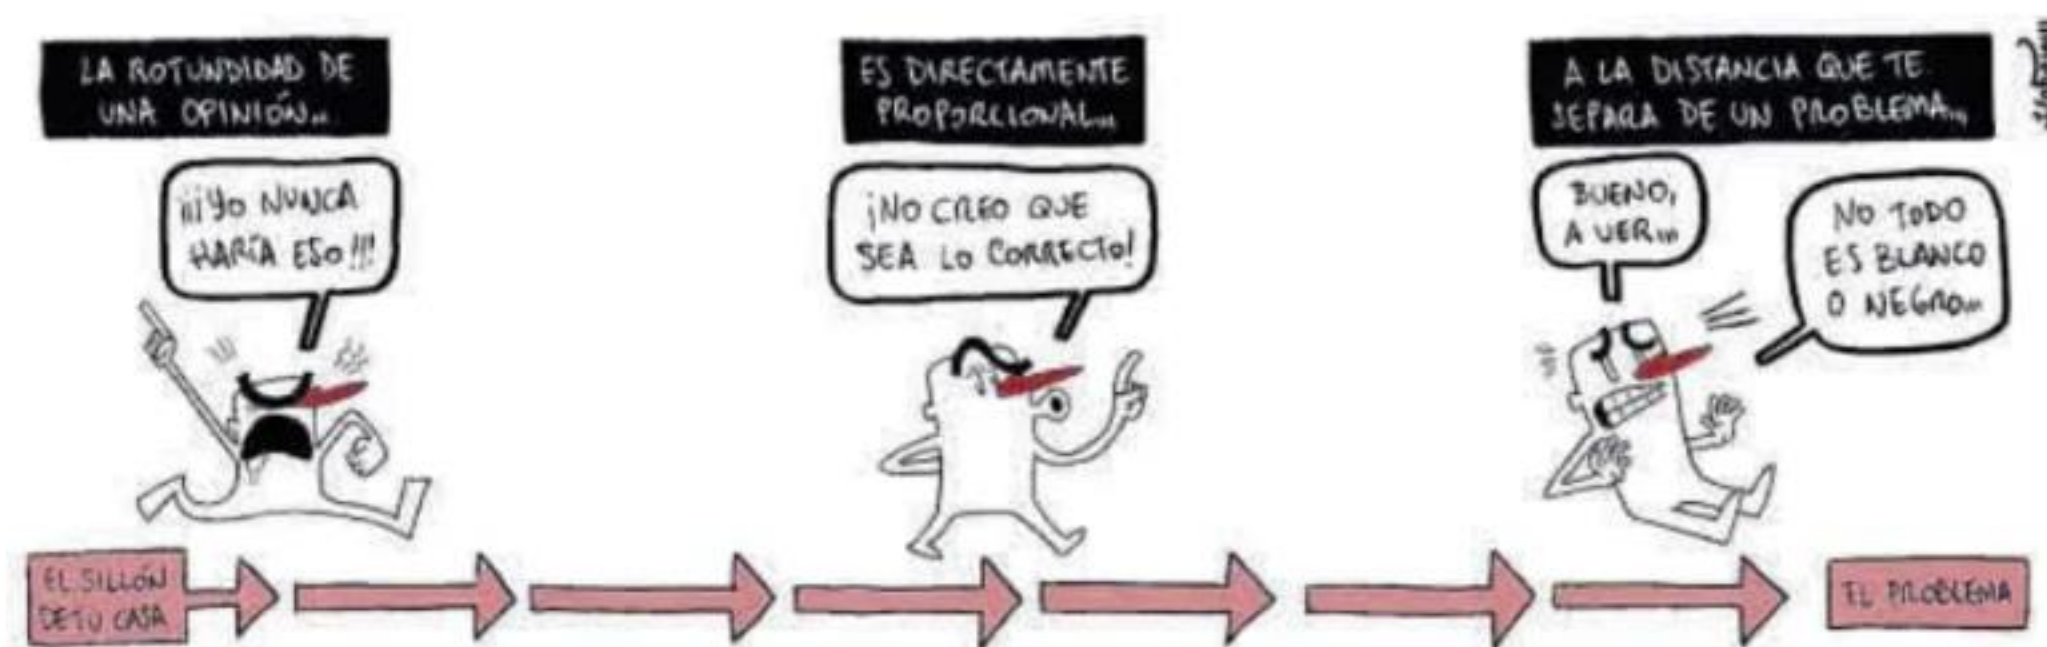 LA ROTUNDIDAD DE
UNA OPINIÓN...
¡¡¡YO NUNCA
HARÍA ESO!!!
ES DIRECTAMENTE
PROPORCIONAL...
¡NO CREO QUE
SEA LO CORRECTO!
A LA DISTANCIA QUE TE
SEPARA DE UN PROBLEMA...
BUENO,
A VER...
NO TODO
ES BLANCO
O NEGRO...
EL SILLÓN
DE TU CASA
EL PROBLEMA